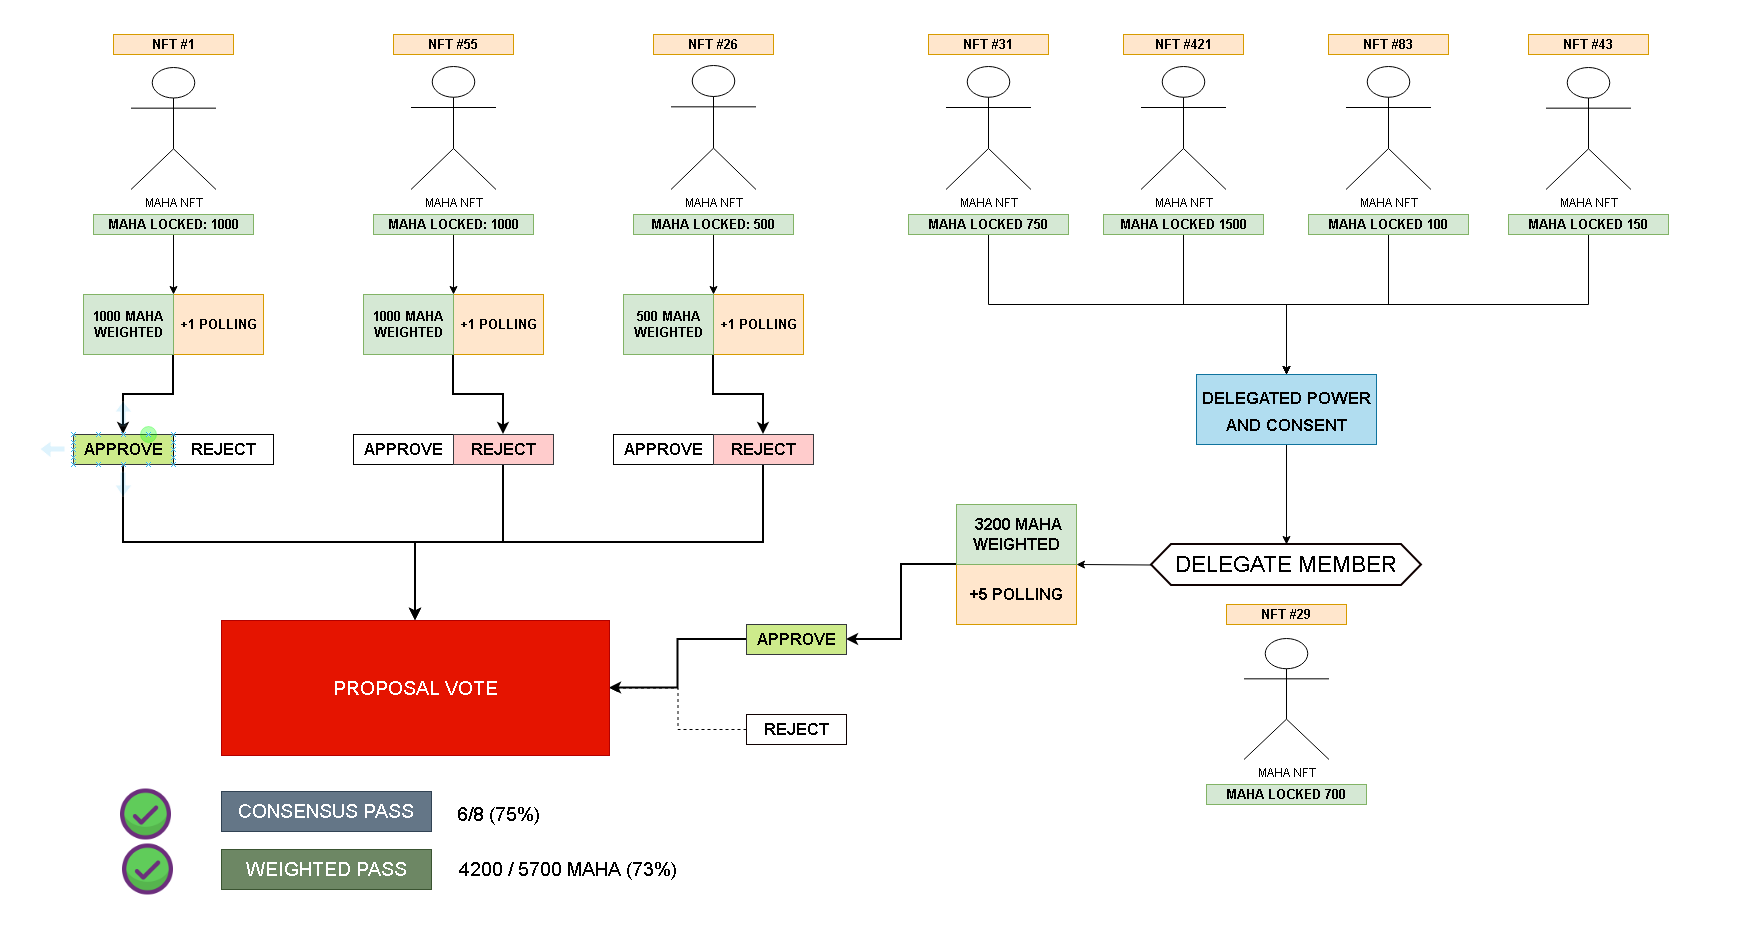 NFT #1
NFT #55
NFT #26
NFT #31
NFT #421
NFT #83
NFT #43
MAHA NFT
MAHA NFT
MAHA NFT
MAHA NFT
MAHA NFT
MAHA NFT
MAHA NFT
MAHA LOCKED: 1000
MAHA LOCKED: 1000
MAHA LOCKED: 500
MAHA LOCKED 750
MAHA LOCKED 1500
MAHA LOCKED 100
MAHA LOCKED 150
1000 MAHA
WEIGHTED
+1 POLLING
1000 MAHA
WEIGHTED
+1 POLLING
500 MAHA
WEIGHTED
+1 POLLING
DELEGATED POWER
AND CONSENT
APPROVE
REJECT
APPROVE
REJECT
APPROVE
REJECT
3200 MAHA
WEIGHTED
+5 POLLING
DELEGATE MEMBER
NFT #29
MAHA NFT
MAHA LOCKED 700
APPROVE
REJECT
PROPOSAL VOTE
CONSENSUS PASS
6/8 (75%)
WEIGHTED PASS
4200 / 5700 MAHA (73%)